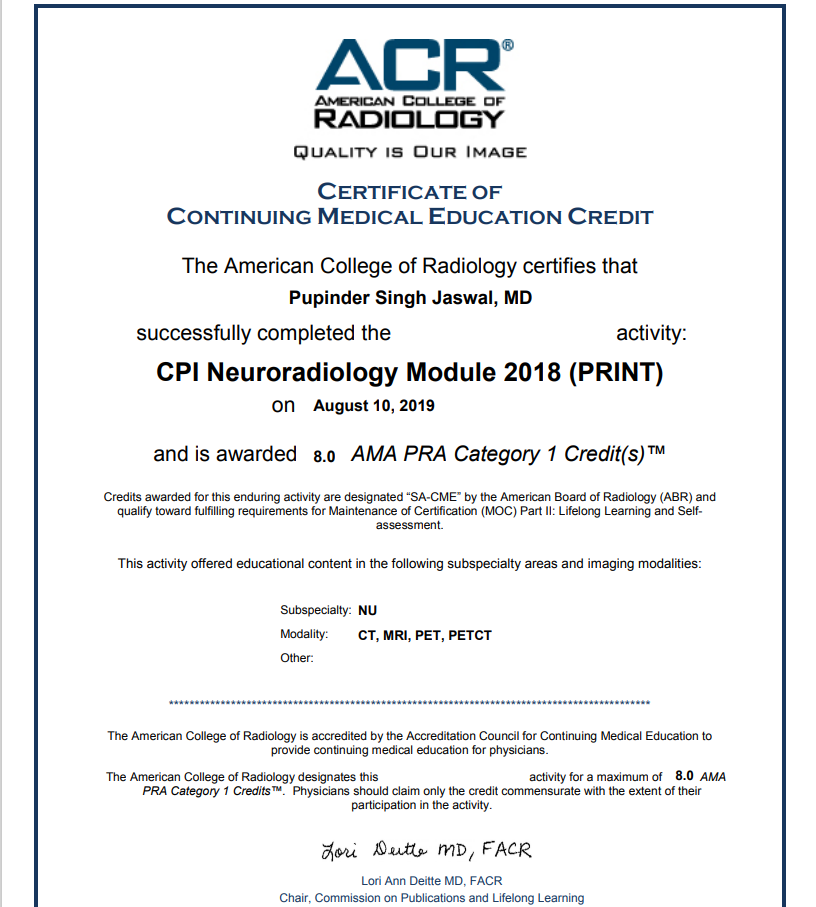 ACR®
AMERICAN COLLEGE OF
RADIOLOGY
QUALITY IS OUR IMAGE
CERTIFICATE OF
CONTINUING MEDICAL EDUCATION CREDIT
The American College of Radiology certifies that
Pupinder Singh Jaswal, MD
successfully completed the activity:
CPI Neuroradiology Module 2018 (PRINT)
on August 10, 2019
and is awarded 8.0 AMA PRA Category 1 Credit(s)™
Credits awarded for this enduring activity are designated “SA-CME” by the American Board of Radiology (ABR) and
qualify toward fulfilling requirements for Maintenance of Certification (MOC) Part II: Lifelong Learning and Self-
assessment.
This activity offered educational content in the following subspecialty areas and imaging modalities:
Subspecialty: NU
Modality: CT, MRI, PET, PETCT
Other:
******************************************************************************************
The American College of Radiology is accredited by the Accreditation Council for Continuing Medical Education to
provide continuing medical education for physicians.
The American College of Radiology designates this activity for a maximum of 8.0 AMA
PRA Category 1 Credits™. Physicians should claim only the credit commensurate with the extent of their
participation in the activity.
Lori Deitte MD, FACR
Lori Ann Deitte MD, FACR
Chair, Commission on Publications and Lifelong Learning